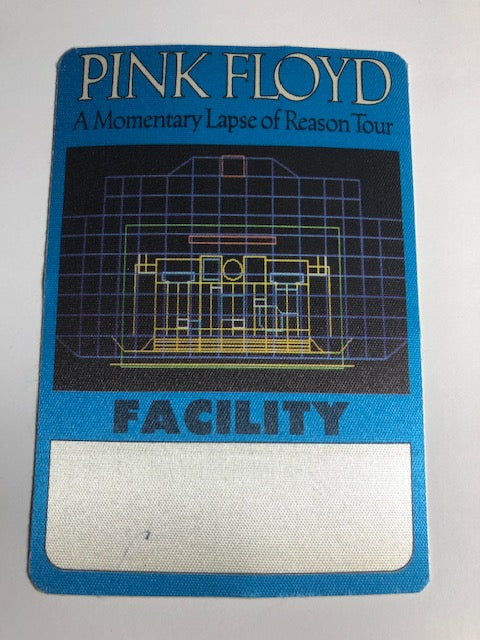 PINK FLOYD
A Momentary Lapse of Reason Tour
FACILITY